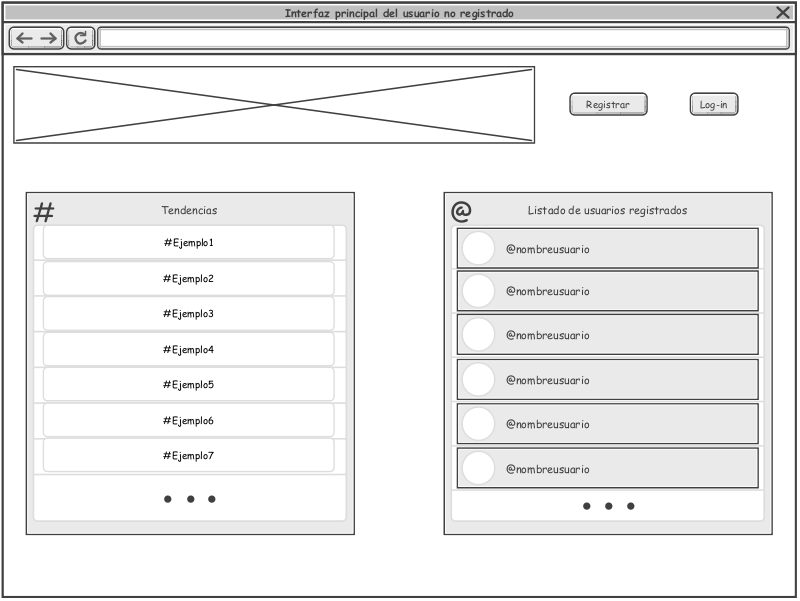 Interfaz principal del usuario no registrado
Registrar
Log-in
# Tendencias
#Ejemplo1
#Ejemplo2
#Ejemplo3
#Ejemplo4
#Ejemplo5
#Ejemplo6
#Ejemplo7
@ Listado de usuarios registrados
@nombreusuario
@nombreusuario
@nombreusuario
@nombreusuario
@nombreusuario
@nombreusuario